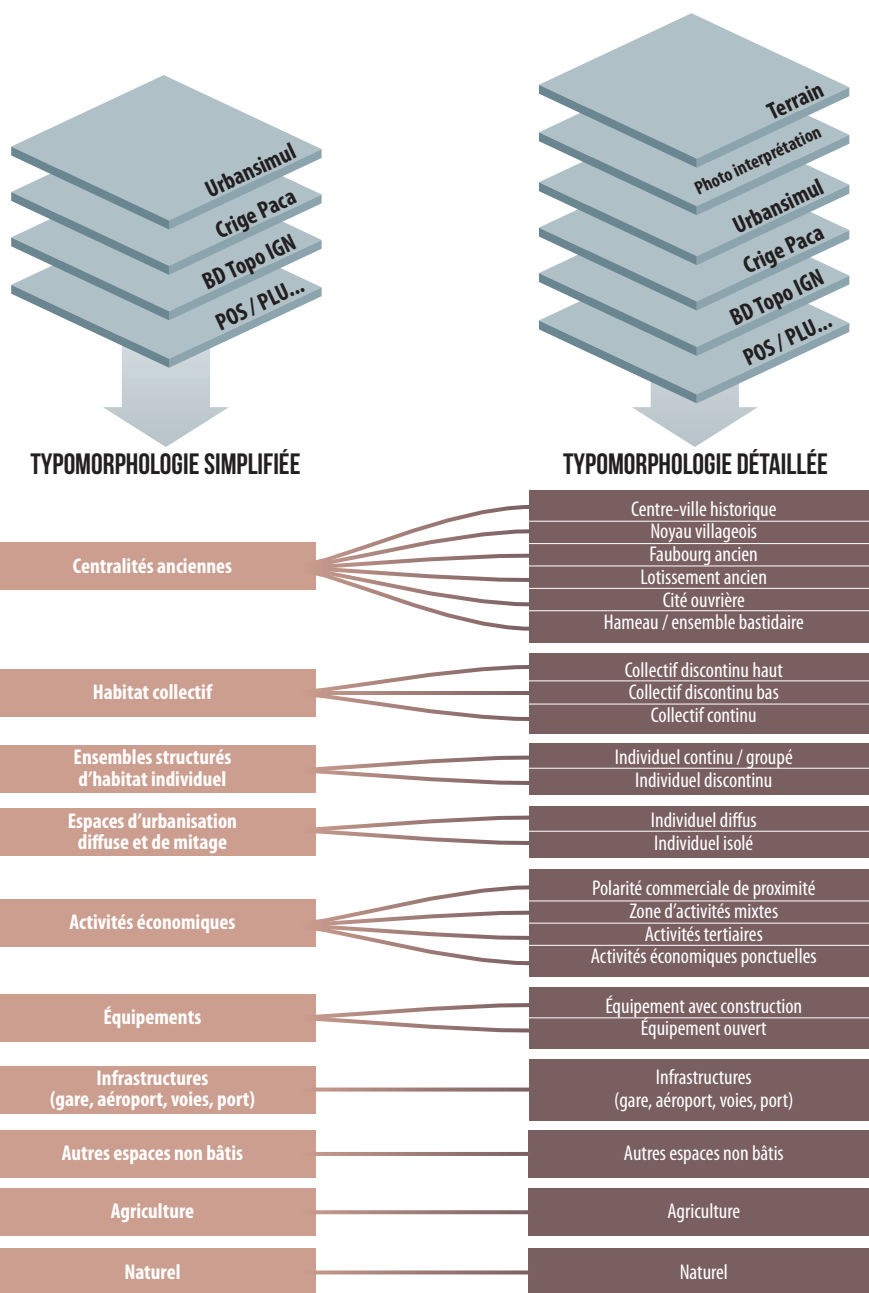 Urbansimul
Crige Paca
BD Topo IGN
POS / PLU...
TYPOMORPHOLOGIE SIMPLIFIÉE
Terrain
Photo interprétation
Urbansimul
Crige Paca
BD Topo IGN
POS / PLU...
TYPOMORPHOLOGIE DÉTAILLÉE
Centralités anciennes
Centre-ville historique
Noyau villageois
Faubourg ancien
Lotissement ancien
Cité ouvrière
Hameau / ensemble bastidaire
Habitat collectif
Collectif discontinu haut
Collectif discontinu bas
Collectif continu
Ensembles structurés
d'habitat individuel
Individuel continu / groupé
Individuel discontinu
Espaces d'urbanisation
diffuse et de mitage
Individuel diffus
Individuel isolé
Activités économiques
Polarité commerciale de proximité
Zone d'activités mixtes
Activités tertiaires
Activités économiques ponctuelles
Équipements
Équipement avec construction
Équipement ouvert
Infrastructures
(gare, aéroport, voies, port)
Infrastructures
(gare, aéroport, voies, port)
Autres espaces non bâtis
Autres espaces non bâtis
Agriculture
Agriculture
Naturel
Naturel